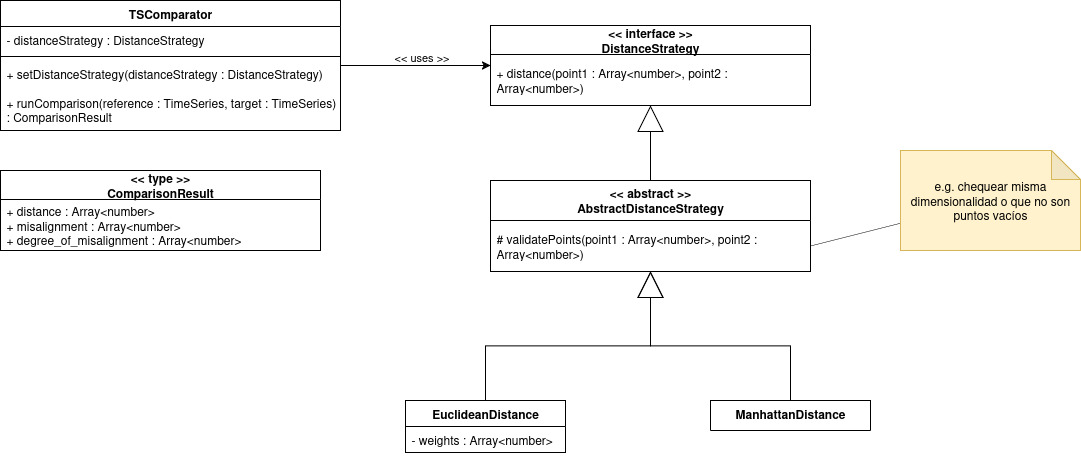 TSComparator
- distanceStrategy : DistanceStrategy
+ setDistanceStrategy(distanceStrategy : DistanceStrategy)
+ runComparison(reference : TimeSeries, target : TimeSeries)
: ComparisonResult
<< uses >>
<< interface >>
DistanceStrategy
+ distance(point1 : Array<number>, point2 :
Array<number>)
<< type >>
ComparisonResult
+ distance : Array<number>
+ misalignment : Array<number>
+ degree_of_misalignment : Array<number>
<< abstract >>
AbstractDistanceStrategy
# validatePoints(point1 : Array<number>, point2 :
Array<number>)
e.g. chequear misma
dimensionalidad o que no son
puntos vacíos
EuclideanDistance
- weights : Array<number>
ManhattanDistance